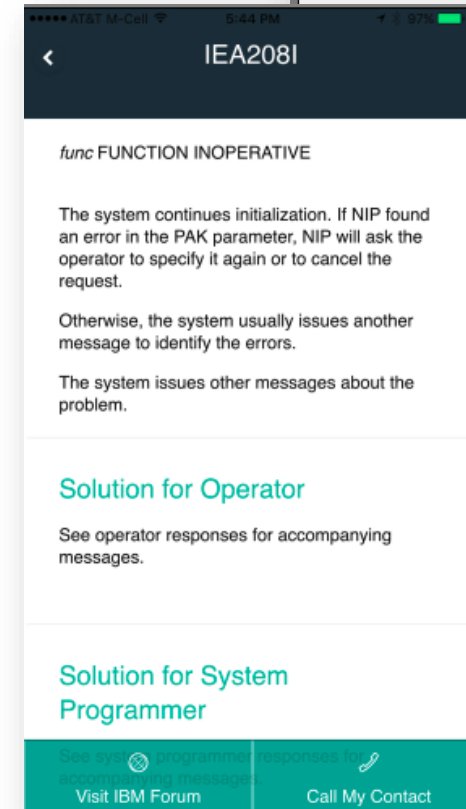 AT&T M-Cell 5:44 PM 97%
IEA208I
func FUNCTION INOPERATIVE
The system continues initialization. If NIP found
an error in the PAK parameter, NIP will ask the
operator to specify it again or to cancel the
request.
Otherwise, the system usually issues another
message to identify the errors.
The system issues other messages about the
problem.
Solution for Operator
See operator responses for accompanying
messages.
Solution for System
Programmer
See system programmer responses for
accompanying messages.
Visit IBM Forum Call My Contact